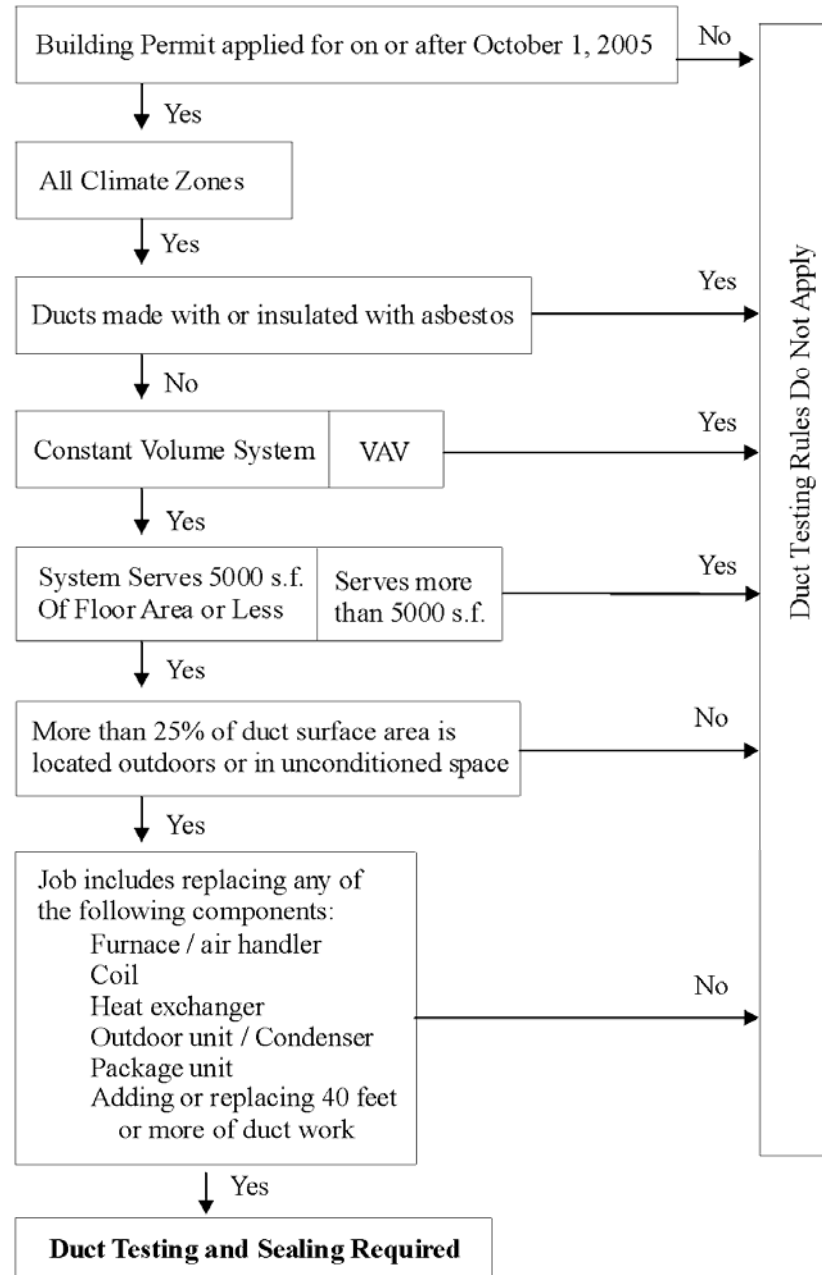 Building Permit applied for on or after October 1, 2005
No
Yes
All Climate Zones
Yes
Ducts made with or insulated with asbestos
Yes
No
Constant Volume System
VAV
Yes
Yes
System Serves 5000 s.f.
Of Floor Area or Less
Serves more
than 5000 s.f.
Yes
Yes
More than 25% of duct surface area is
located outdoors or in unconditioned space
No
Yes
Job includes replacing any of
the following components:
Furnace / air handler
Coil
Heat exchanger
Outdoor unit / Condenser
Package unit
Adding or replacing 40 feet
or more of duct work
No
Yes
Duct Testing and Sealing Required
Duct Testing Rules Do Not Apply